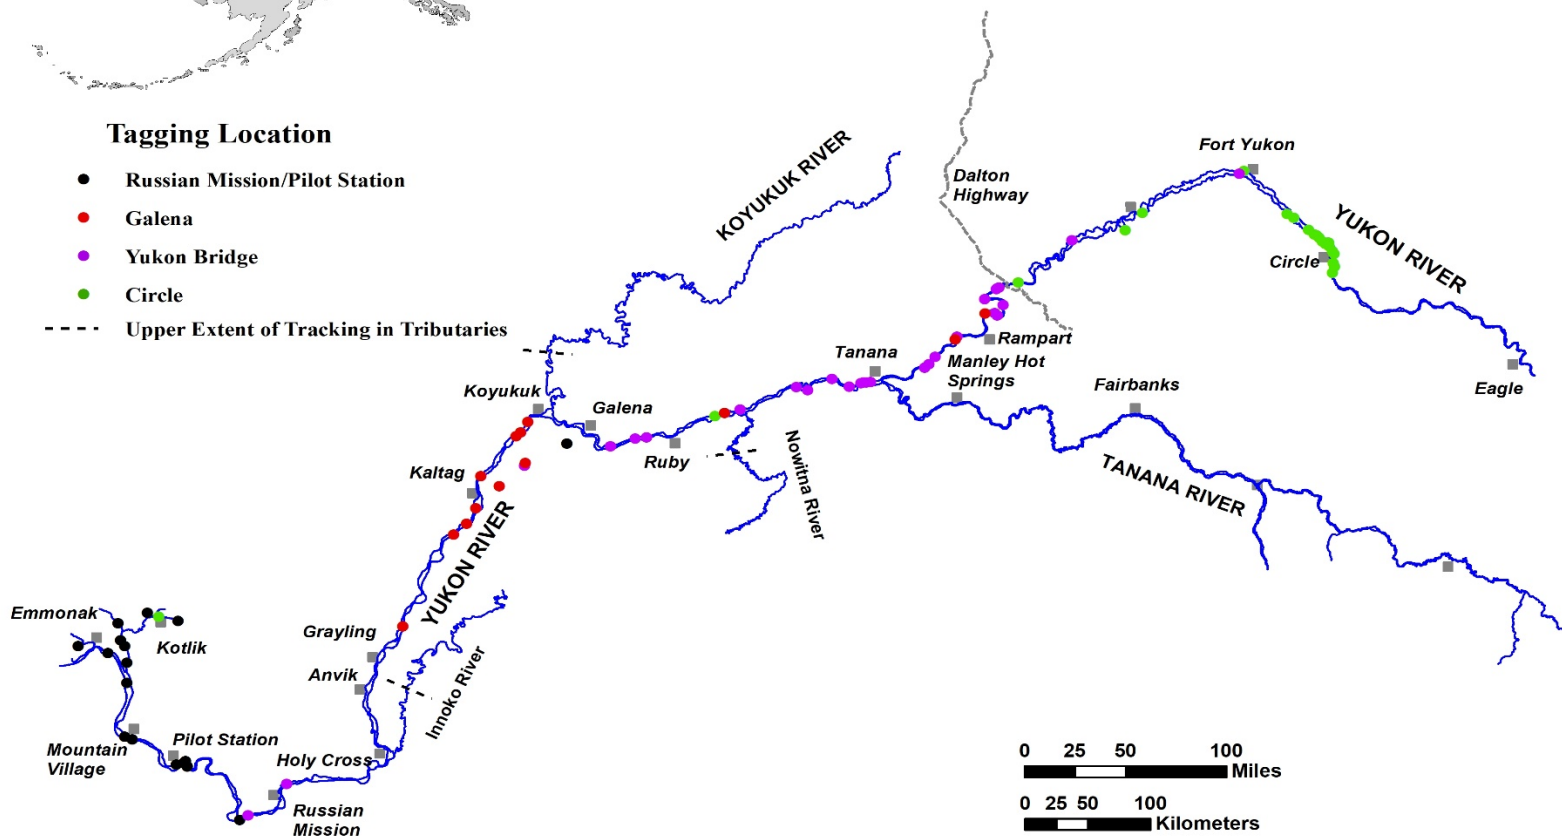 Tagging Location
Russian Mission/Pilot Station
Galena
Yukon Bridge
Circle
Upper Extent of Tracking in Tributaries
KOYUKUK RIVER
Dalton
Highway
Fort Yukon
YUKON RIVER
Circle
Eagle
Rampart
Manley Hot
Springs
Tanana
Fairbanks
TANANA RIVER
Koyukuk
Galena
Ruby
Nowitna River
Kaltag
YUKON RIVER
Grayling
Anvik
Innoko River
Emmonak
Kotlik
Mountain
Village
Pilot Station
Holy Cross
Russian
Mission
0 25 50 100
Miles
0 25 50 100
Kilometers